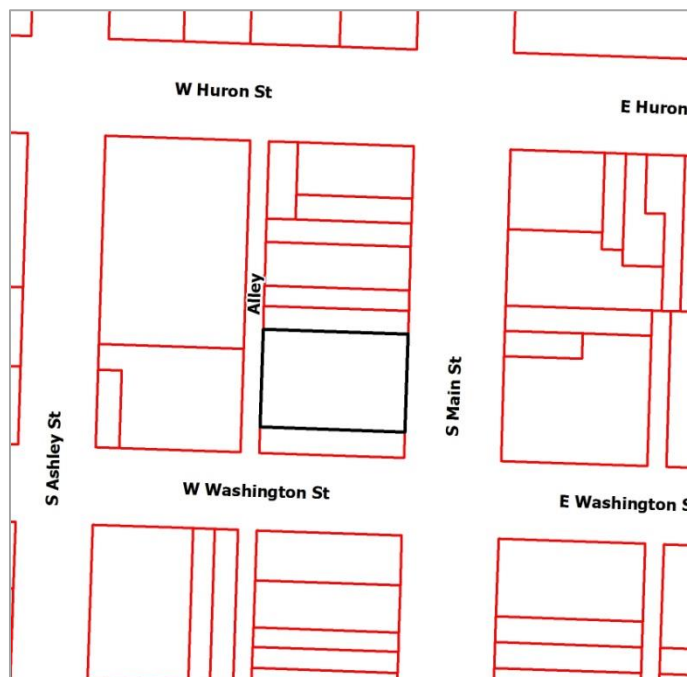 W Huron St
E Huron
Alley
S Main St
S Ashley St
W Washington St
E Washington S